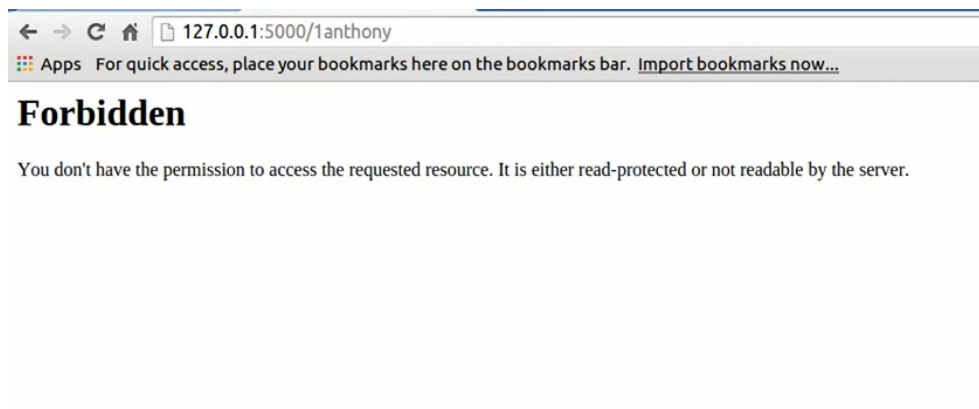 127.0.0.1:5000/1anthony
Apps For quick access, place your bookmarks here on the bookmarks bar. Import bookmarks now...
Forbidden
You don't have the permission to access the requested resource. It is either read-protected or not readable by the server.